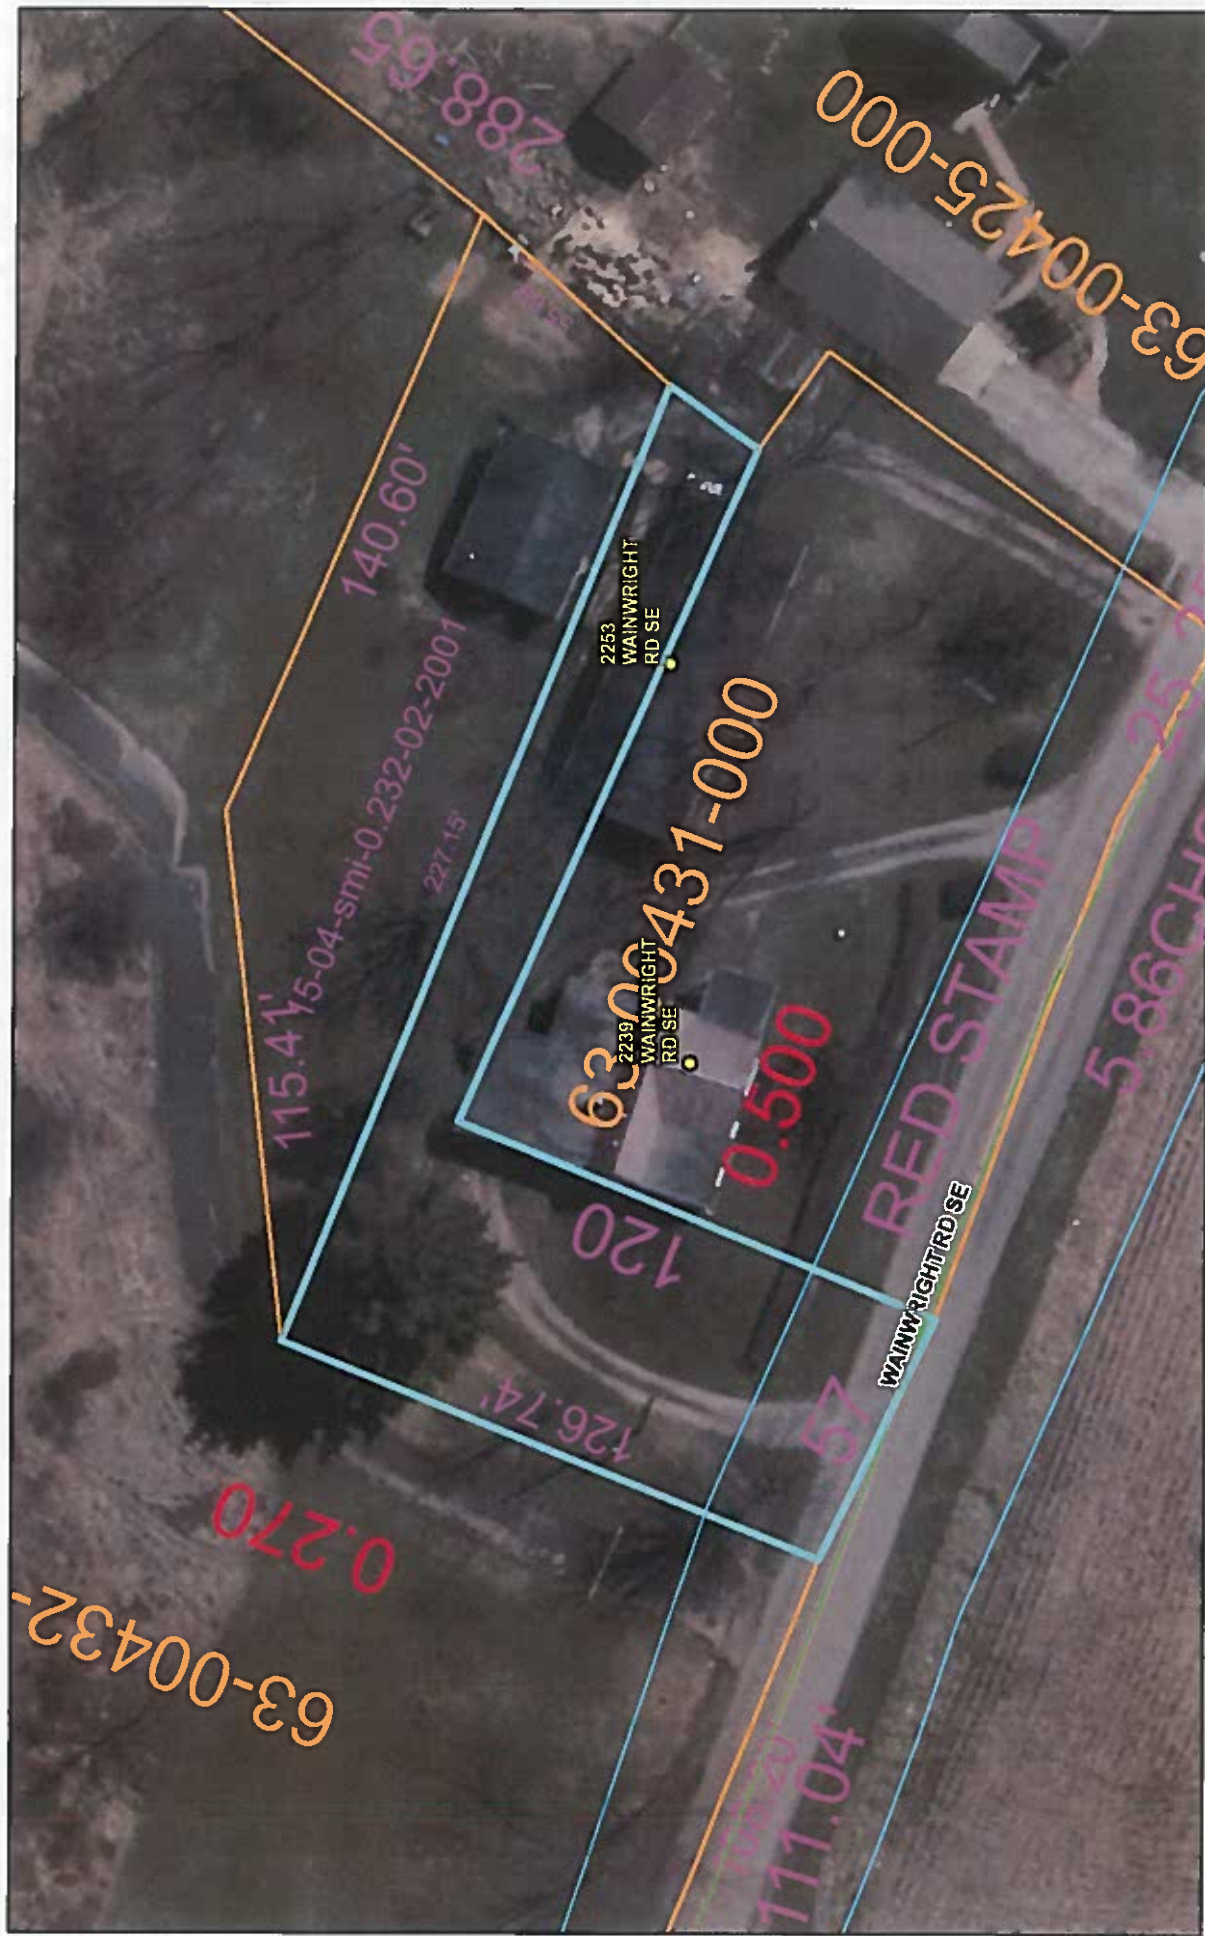 288.65
63-00425-000
140.60'
115.41'
15-04-smi-0.232-02-2001
227.15'
2253
WAINWRIGHT
RD SE
63-00431-000
2239
WAINWRIGHT
RD SE
0.500
120
RED STAMP
WAINWRIGHT RD SE
57
126.74'
0.270
63-00432-
5.86CH
111.04'